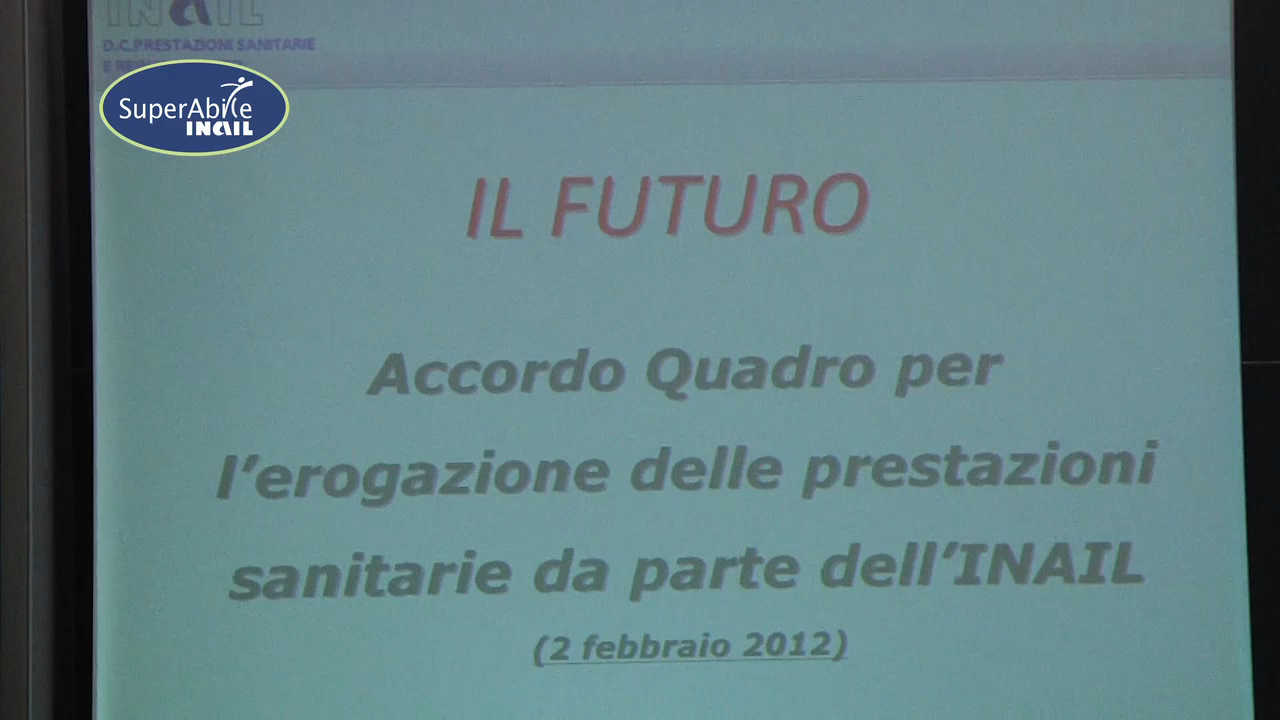 INAIL
D.C.PRESTAZIONI SANITARIE
SuperAbile
INAIL
IL FUTURO
Accordo Quadro per
l'erogazione delle prestazioni
sanitarie da parte dell'INAIL
(2 febbraio 2012)